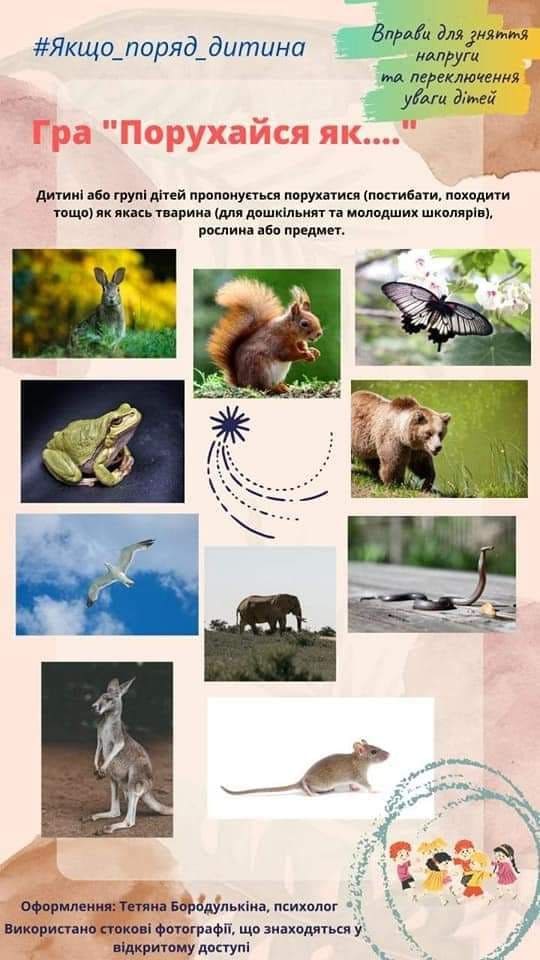 #Якщо_поряд_дитина
Вправи для зняття
напруги
та переключення
уваги дітей
Гра "Порухайся як...."
Дитині або групі дітей пропонується порухатися (постибати, походити
тощо) як якась тварина (для дошкільнят та молодших школярів),
рослина або предмет.
Оформлення: Тетяна Бородулькіна, психолог
Використано стокові фотографії, що знаходяться у
відкритому доступі